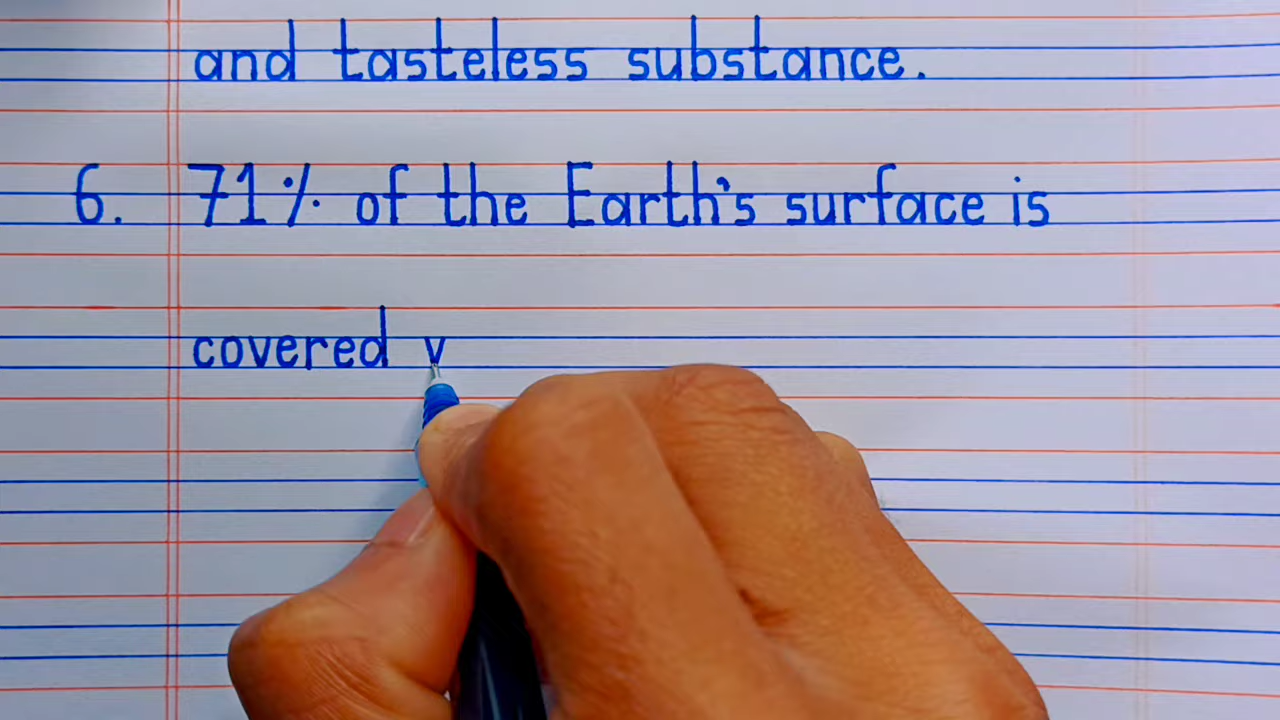 and tasteless substance.
6. 71% of the Earth's surface is
covered v